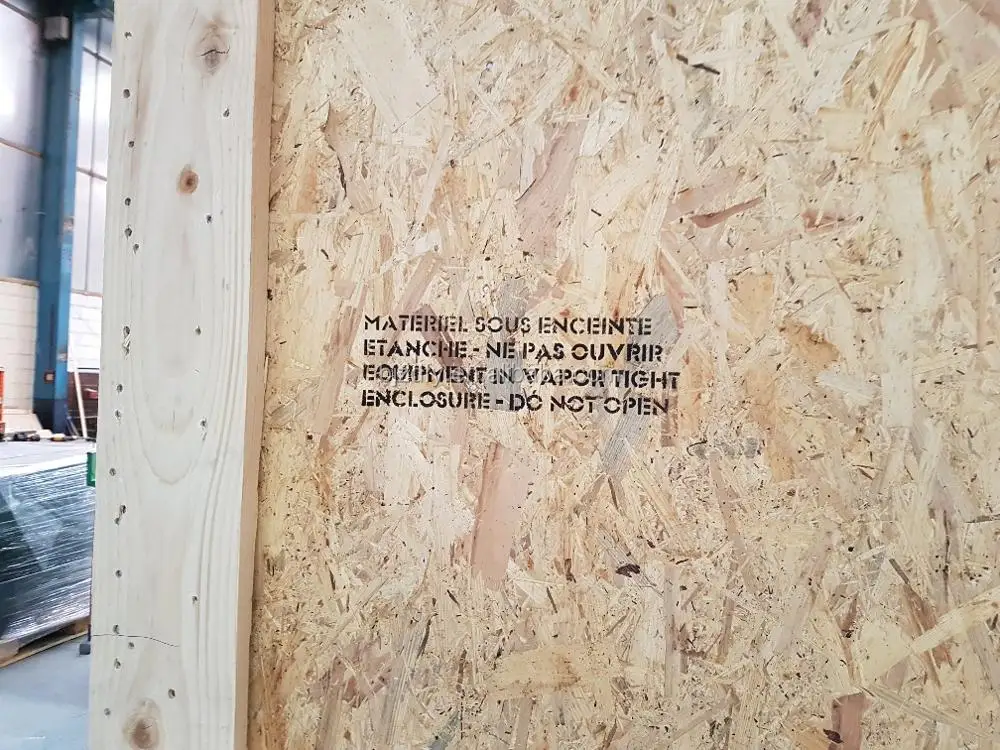 MATERIEL SOUS ENCEINTE
ETANCHE - NE PAS OUVRIR
EQUIPMENT IN VAPOR TIGHT
ENCLOSURE - DO NOT OPEN